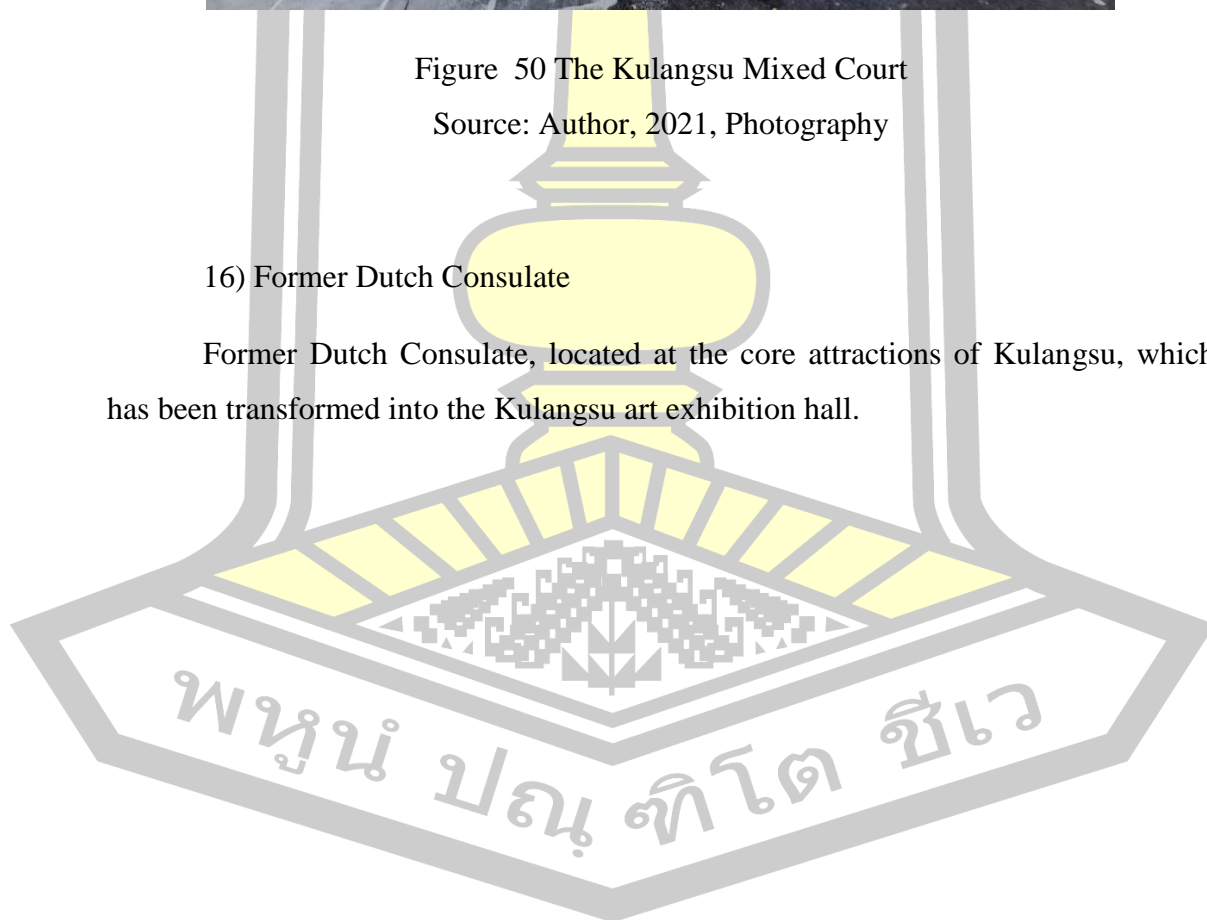 Figure  50 The Kulangsu Mixed Court
Source: Author, 2021, Photography
16) Former Dutch Consulate
Former Dutch Consulate, located at the core attractions of Kulangsu, which
has been transformed into the Kulangsu art exhibition hall.
พหูนํ ปณฺฑิโต ชีเว